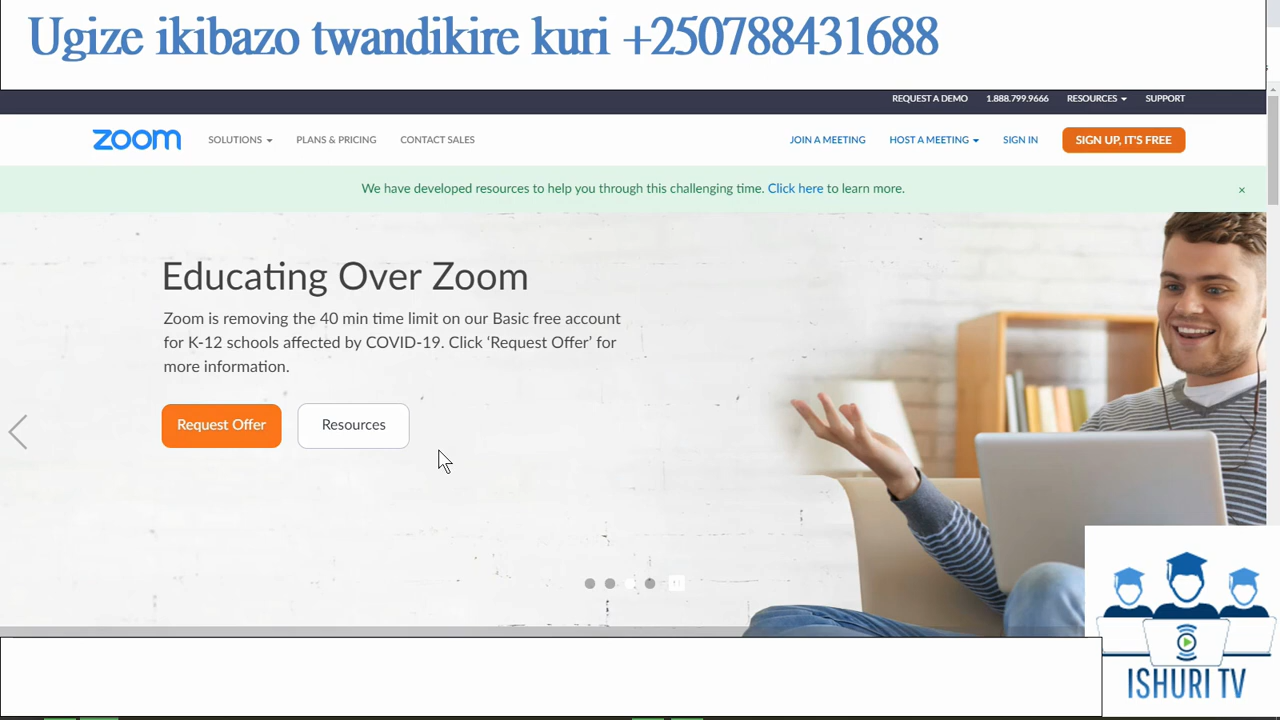 Ugize ikibazo twandikire kuri +250788431688
REQUEST A DEMO 1.888.799.9666 RESOURCES SUPPORT
zoom SOLUTIONS PLANS & PRICING CONTACT SALES JOIN A MEETING HOST A MEETING SIGN IN SIGN UP, IT'S FREE
We have developed resources to help you through this challenging time. Click here to learn more. ×
Educating Over Zoom
Zoom is removing the 40 min time limit on our Basic free account
for K-12 schools affected by COVID-19. Click ‘Request Offer’ for
more information.
Request Offer Resources
ISHURI TV